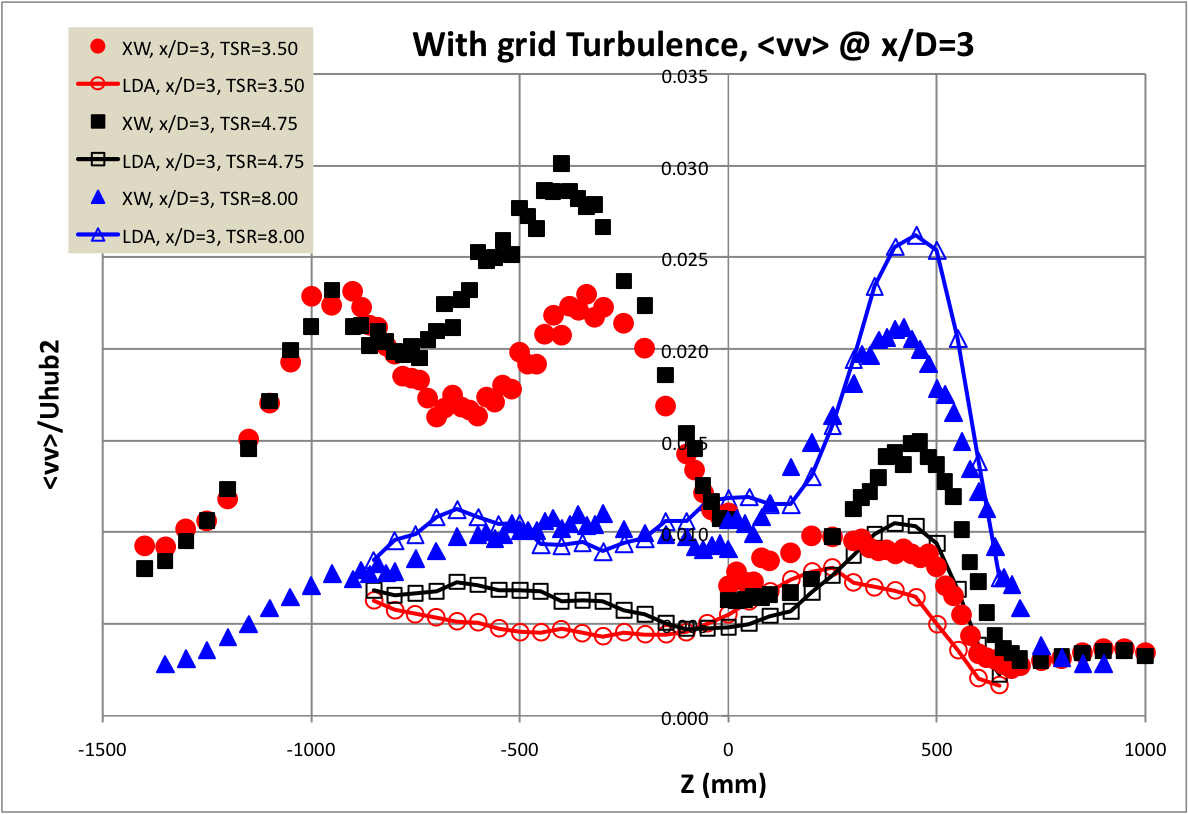 With grid Turbulence, <vv> @ x/D=3
XW, x/D=3, TSR=3.50
LDA, x/D=3, TSR=3.50
XW, x/D=3, TSR=4.75
LDA, x/D=3, TSR=4.75
XW, x/D=3, TSR=8.00
LDA, x/D=3, TSR=8.00
<vv>/Uhub2
0.035
0.030
0.025
0.020
0.010
0.000
-1500
-1000
-500
0
500
1000
Z (mm)